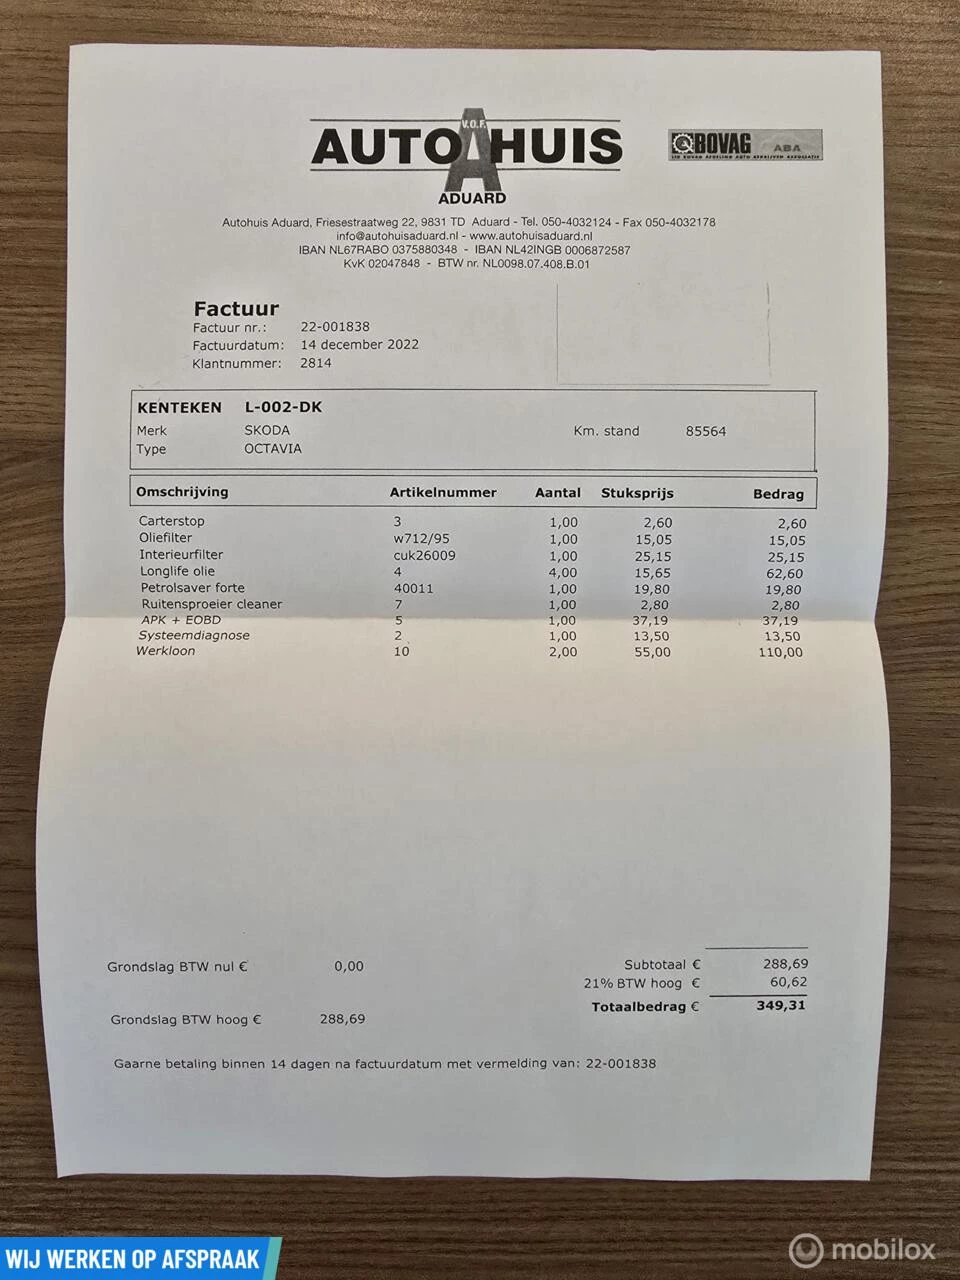 V.O.F.
AUTO A HUIS
ADUARD
BOVAG ABA
Autohuis Aduard, Friesestraatweg 22, 9831 TD Aduard - Tel. 050-4032124 - Fax 050-4032178
info@autohuisaduard.nl - www.autohuisaduard.nl
IBAN NL67RABO 0375880348 - IBAN NL42INGB 0006872587
KvK 02047848 - BTW nr. NL0098.07.408.B.01
Factuur
Factuur nr.: 22-001838
Factuurdatum: 14 december 2022
Klantnummer: 2814
KENTEKEN L-002-DK
Merk SKODA Km. stand 85564
Type OCTAVIA
Omschrijving Artikelnummer Aantal Stuksprijs Bedrag
Carterstop 3 1,00 2,60 2,60
Oliefilter w712/95 1,00 15,05 15,05
Interieurfilter cuk26009 1,00 25,15 25,15
Longlife olie 4 4,00 15,65 62,60
Petrolsaver forte 40011 1,00 19,80 19,80
Ruitensproeier cleaner 7 1,00 2,80 2,80
APK + EOBD 5 1,00 37,19 37,19
Systeemdiagnose 2 1,00 13,50 13,50
Werkloon 10 2,00 55,00 110,00
Grondslag BTW nul € 0,00 Subtotaal € 288,69
21% BTW hoog € 60,62
Totaalbedrag € 349,31
Grondslag BTW hoog € 288,69
Gaarne betaling binnen 14 dagen na factuurdatum met vermelding van: 22-001838
WIJ WERKEN OP AFSPRAAK
mobilox